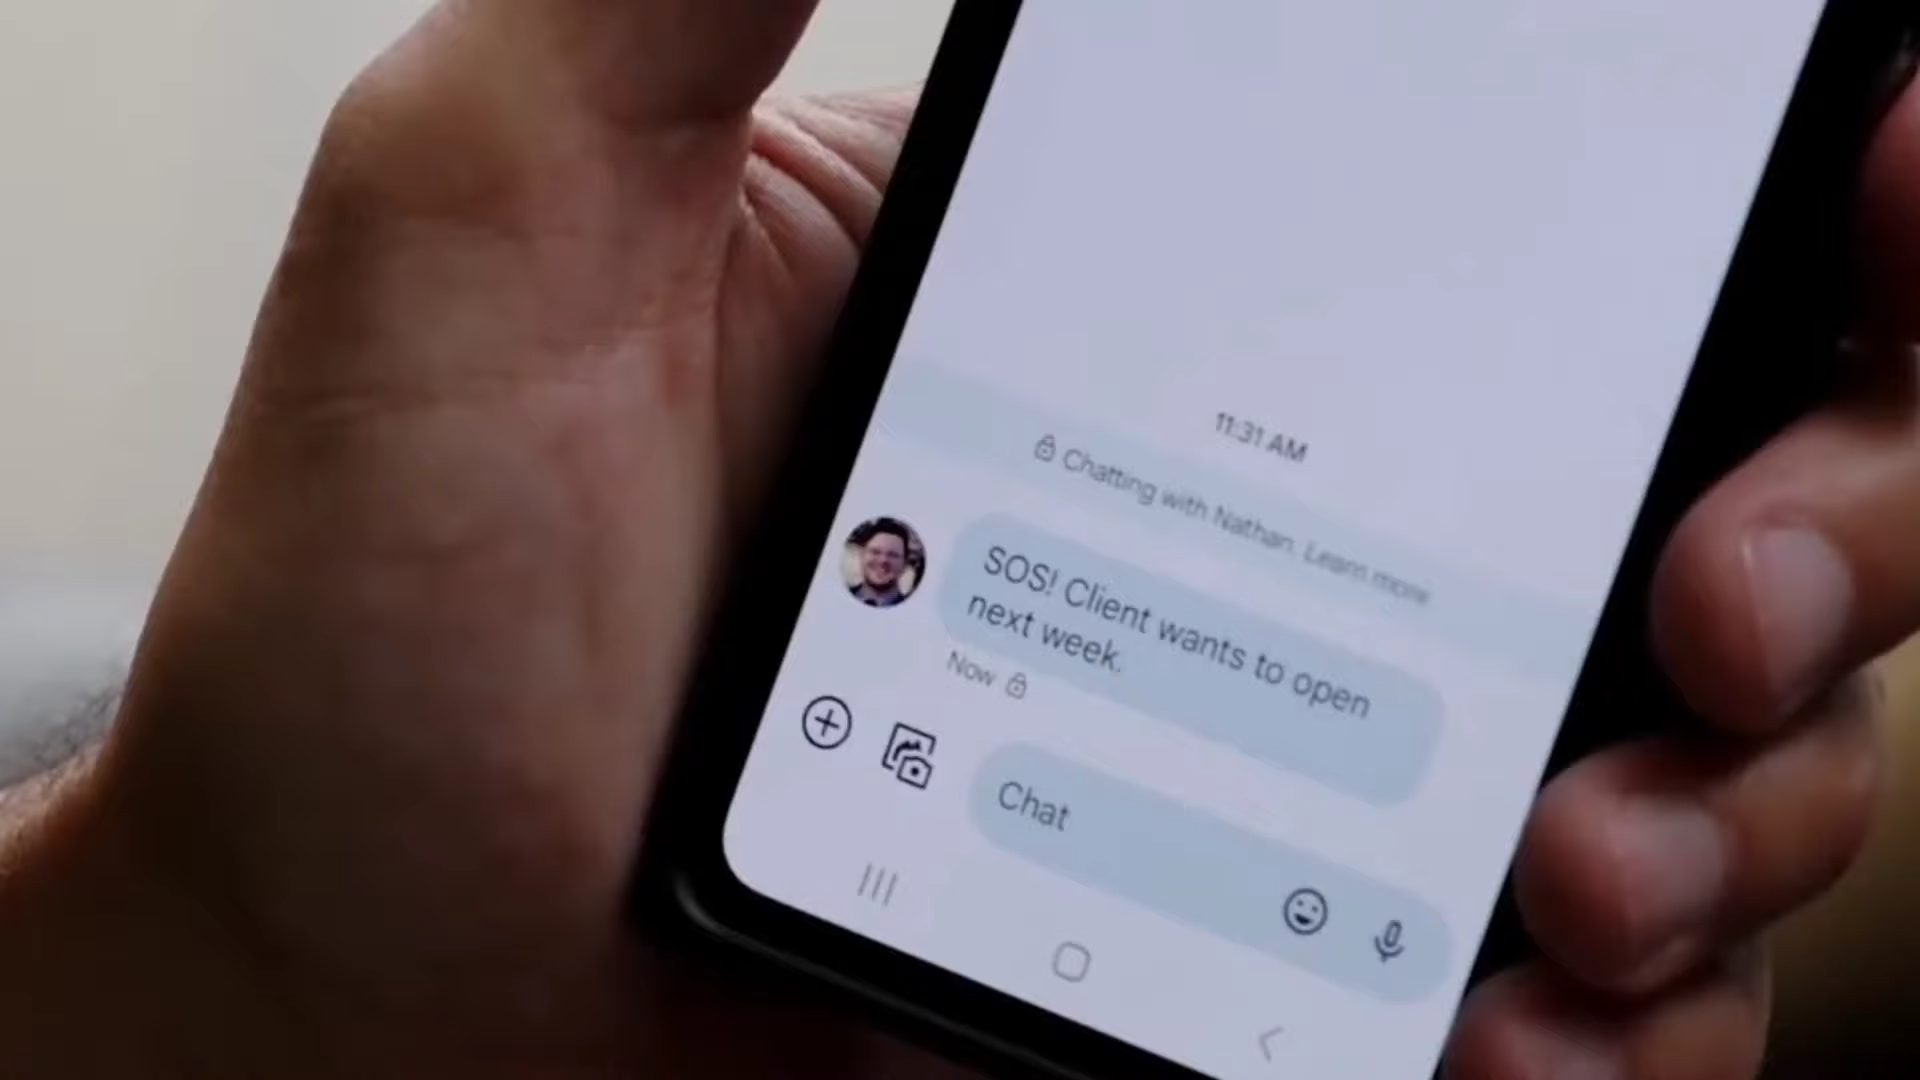 11:31 AM
Chatting with Nathan. Learn more
SOS! Client wants to open
next week.
Now
Chat